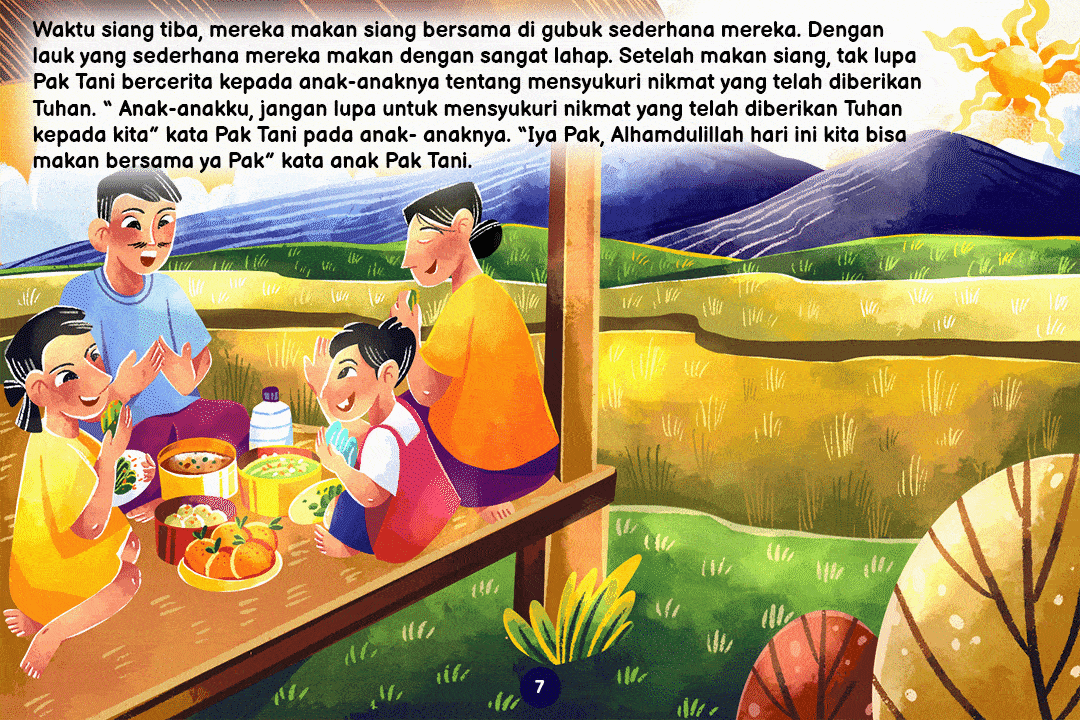 Waktu siang tiba, mereka makan siang bersama di gubuk sederhana mereka. Dengan
lauk yang sederhana mereka makan dengan sangat lahap. Setelah makan siang, tak lupa
Pak Tani bercerita kepada anak-anaknya tentang mensyukuri nikmat yang telah diberikan
Tuhan. “ Anak-anakku, jangan lupa untuk mensyukuri nikmat yang telah diberikan Tuhan
kepada kita” kata Pak Tani pada anak- anaknya. “Iya Pak, Alhamdulillah hari ini kita bisa
makan bersama ya Pak” kata anak Pak Tani.
7